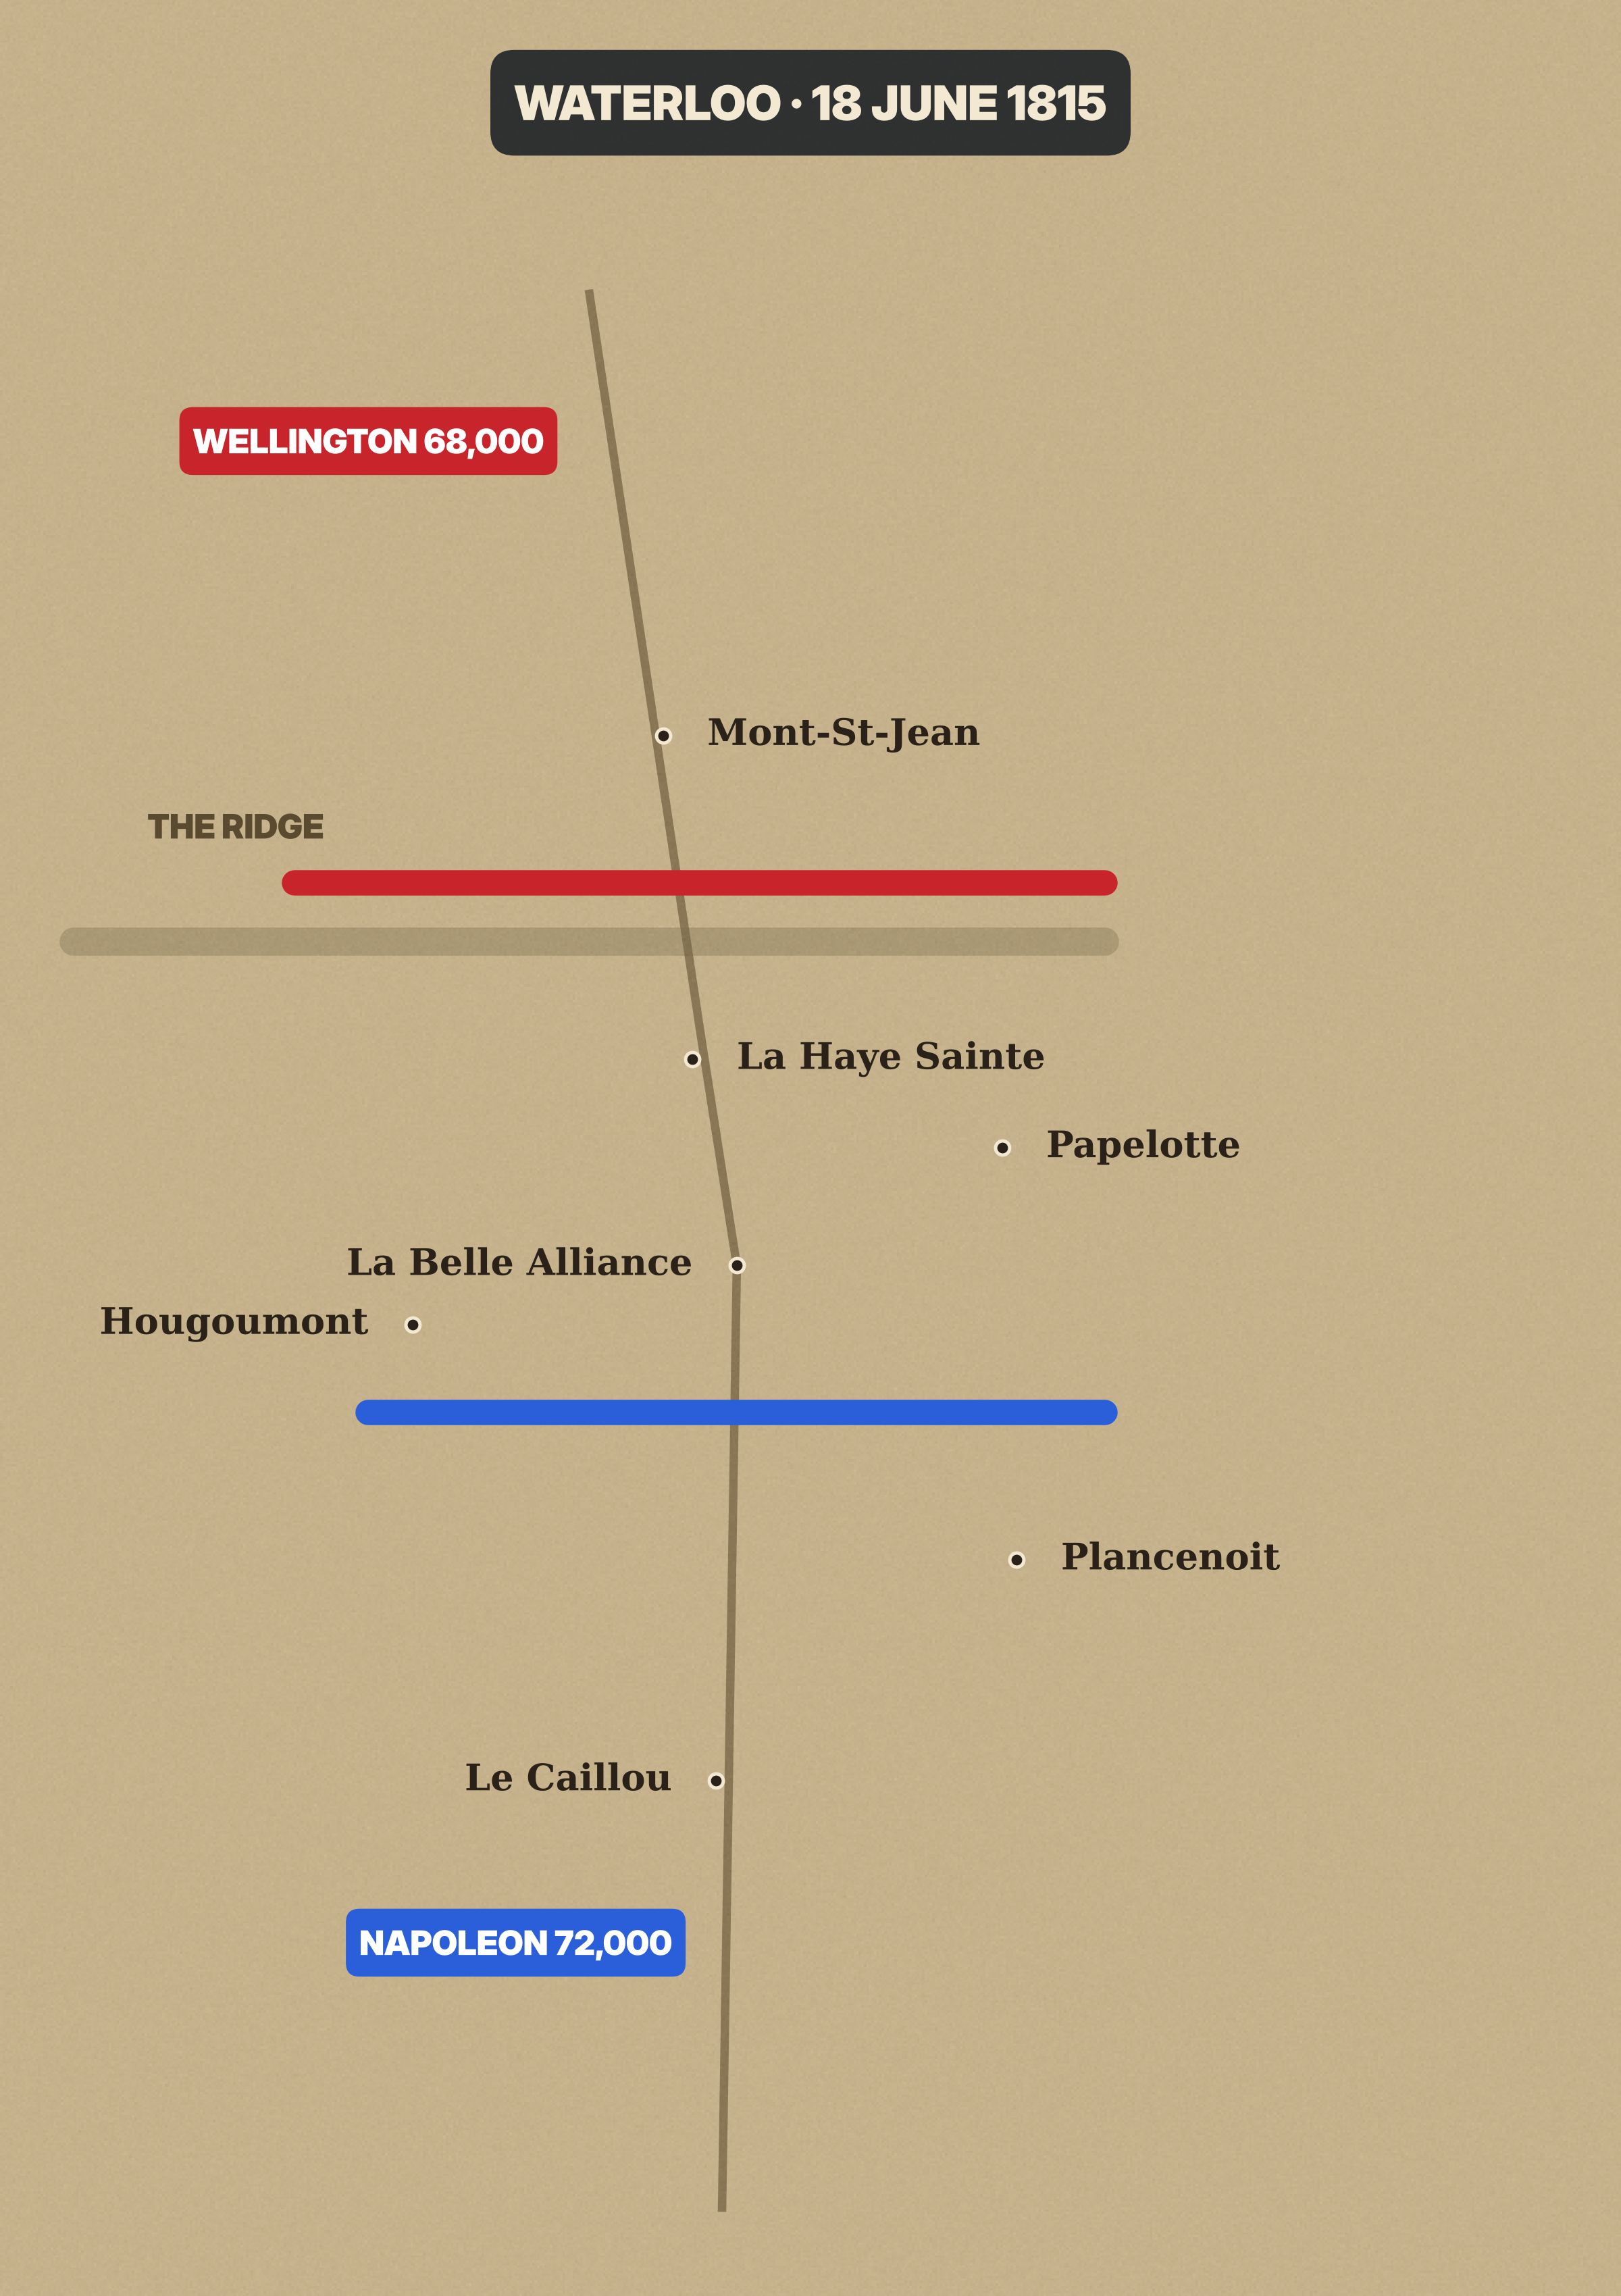 WATERLOO · 18 JUNE 1815
WELLINGTON 68,000
Mont-St-Jean
THE RIDGE
La Haye Sainte
Papelotte
La Belle Alliance
Hougoumont
Plancenoit
Le Caillou
NAPOLEON 72,000